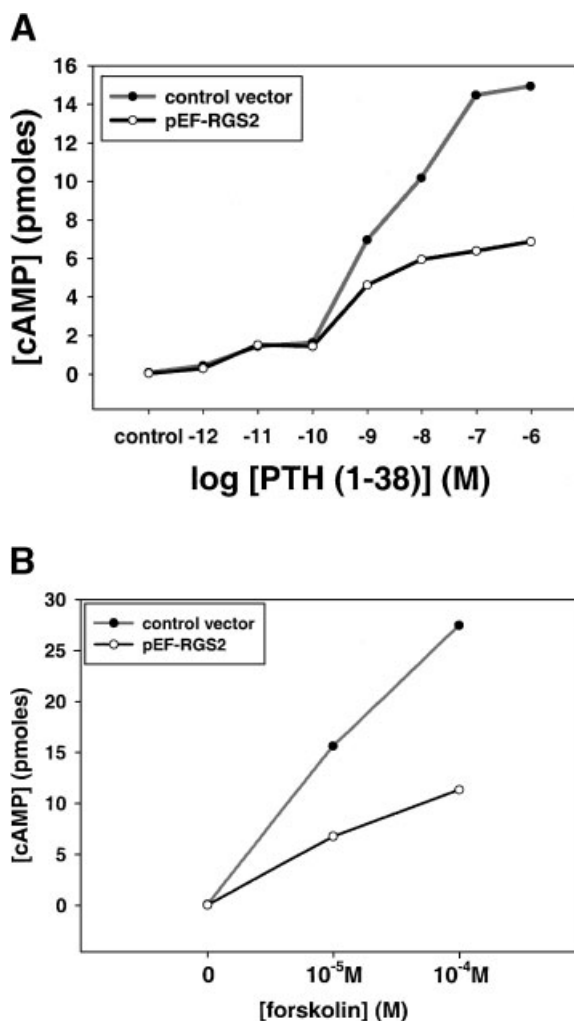 A
16
14
12
10
8
6
4
2
0
[cAMP] (pmoles)
control vector
pEF-RGS2
control -12 -11 -10 -9 -8 -7 -6
log [PTH (1-38)] (M)
B
30
25
20
15
10
5
0
[cAMP] (pmoles)
control vector
pEF-RGS2
0 10⁻⁵M 10⁻⁴M
[forskolin] (M)